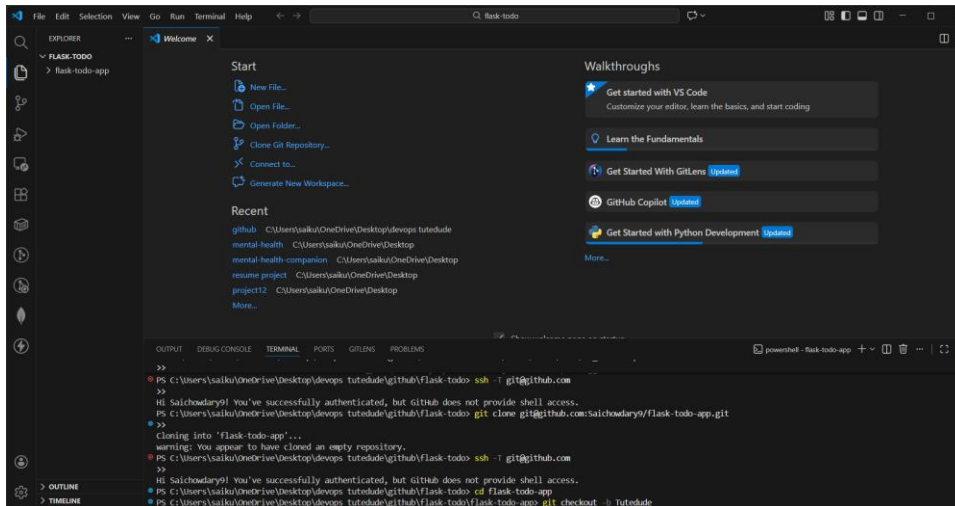 File Edit Selection View Go Run Terminal Help
flask-todo
EXPLORER
Welcome
FLASK-TODO
flask-todo-app
Start
New File...
Open File...
Open Folder...
Clone Git Repository...
Connect to...
Generate New Workspace...
Recent
github C:\Users\saiku\OneDrive\Desktop\devops tutedude
mental-health C:\Users\saiku\OneDrive\Desktop
mental-health-companion C:\Users\saiku\OneDrive\Desktop
resume project C:\Users\saiku\OneDrive\Desktop
project12 C:\Users\saiku\OneDrive\Desktop
More...
Walkthroughs
Get started with VS Code
Customize your editor, learn the basics, and start coding
Learn the Fundamentals
Get Started With GitLens Updated
GitHub Copilot Updated
Get Started with Python Development Updated
More...
OUTPUT DEBUG CONSOLE TERMINAL PORTS GITLENS PROBLEMS
powershell - flask-todo-app
>>
PS C:\Users\saiku\OneDrive\Desktop\devops tutedude\github\flask-todo> ssh -T git@github.com
>>
Hi Saichowdary9! You've successfully authenticated, but GitHub does not provide shell access.
PS C:\Users\saiku\OneDrive\Desktop\devops tutedude\github\flask-todo> git clone git@github.com:Saichowdary9/flask-todo-app.git
>>
Cloning into 'flask-todo-app'...
warning: You appear to have cloned an empty repository.
PS C:\Users\saiku\OneDrive\Desktop\devops tutedude\github\flask-todo> ssh -T git@github.com
>>
Hi Saichowdary9! You've successfully authenticated, but GitHub does not provide shell access.
PS C:\Users\saiku\OneDrive\Desktop\devops tutedude\github\flask-todo> cd flask-todo-app
PS C:\Users\saiku\OneDrive\Desktop\devops tutedude\github\flask-todo\flask-todo-app> git checkout -b Tutedude
OUTLINE
TIMELINE